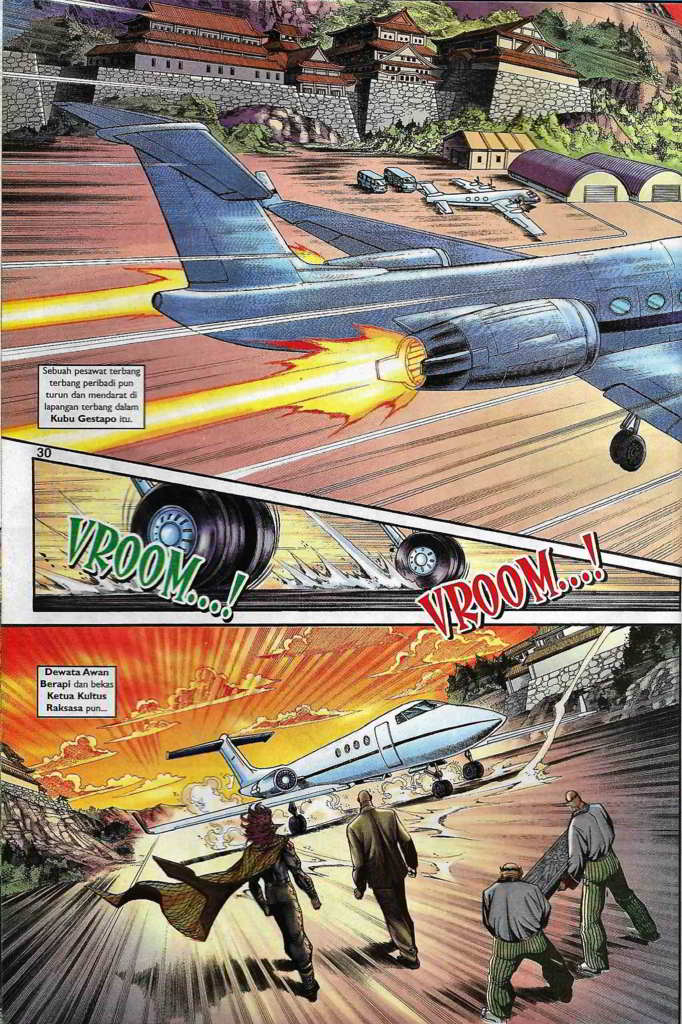 Sebuah pesawat terbang
terbang peribadi pun
turun dan mendarat di
lapangan terbang dalam
Kubu Gestapo itu.
30
VROOM....!
VROOM....!
Dewata Awan
Berapi dan bekas
Ketua Kultus
Raksasa pun...